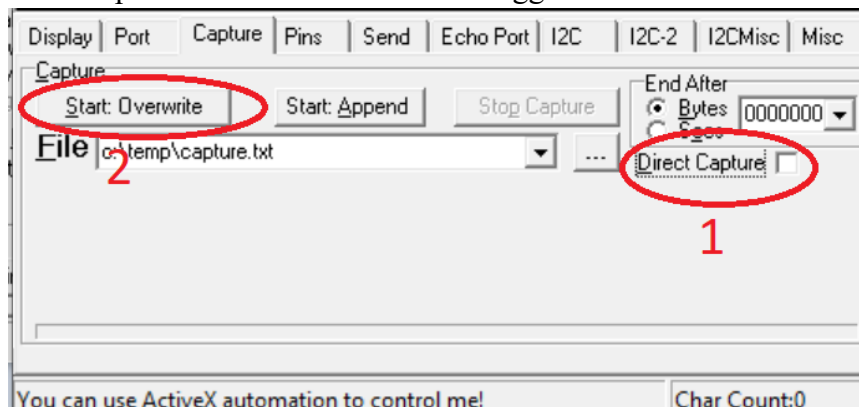 Display Port Capture Pins Send Echo Port I2C I2C-2 I2CMisc Misc
Capture
Start: Overwrite Start: Append Stop Capture
End After
Bytes 0000000
Secs
File c:\temp\capture.txt ...
Direct Capture
2
1
You can use ActiveX automation to control me! Char Count:0